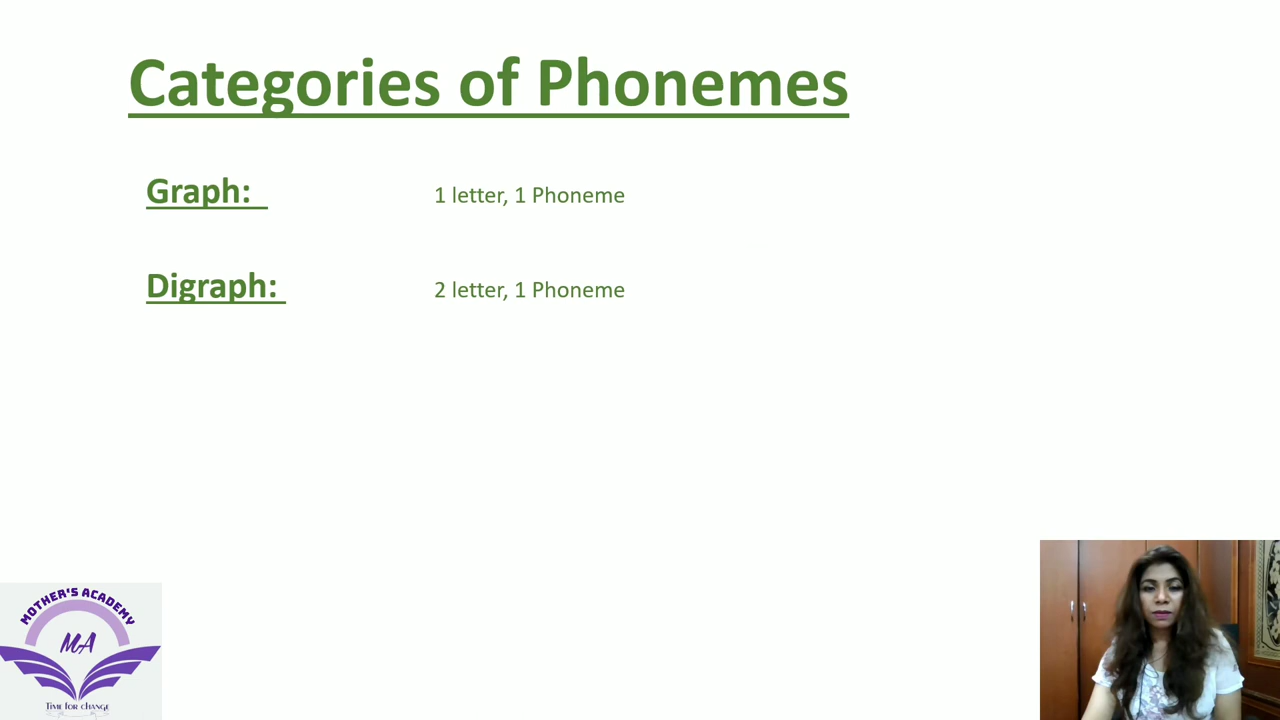 Categories of Phonemes
Graph: 1 letter, 1 Phoneme
Digraph: 2 letter, 1 Phoneme
MOTHER'S ACADEMY
MA
TIME FOR CHANGE